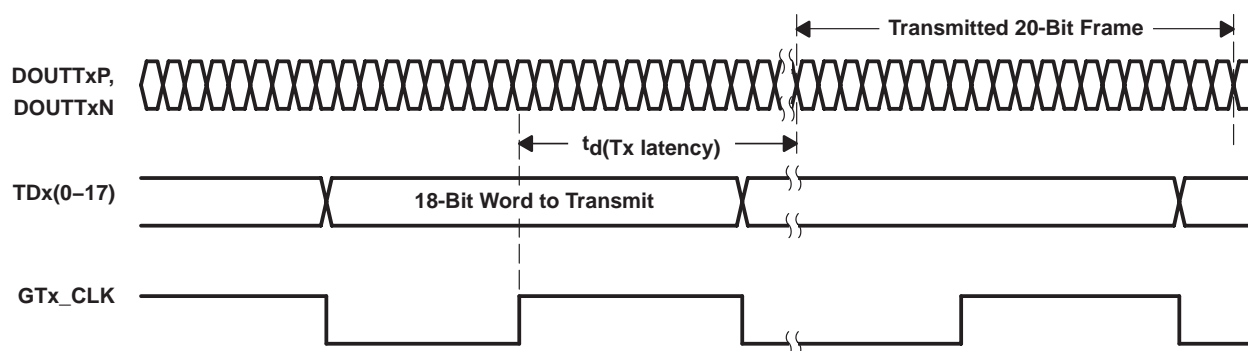 Transmitted 20-Bit Frame
DOUTTxP,
DOUTTxN
td(Tx latency)
TDx(0–17)
18-Bit Word to Transmit
GTx_CLK